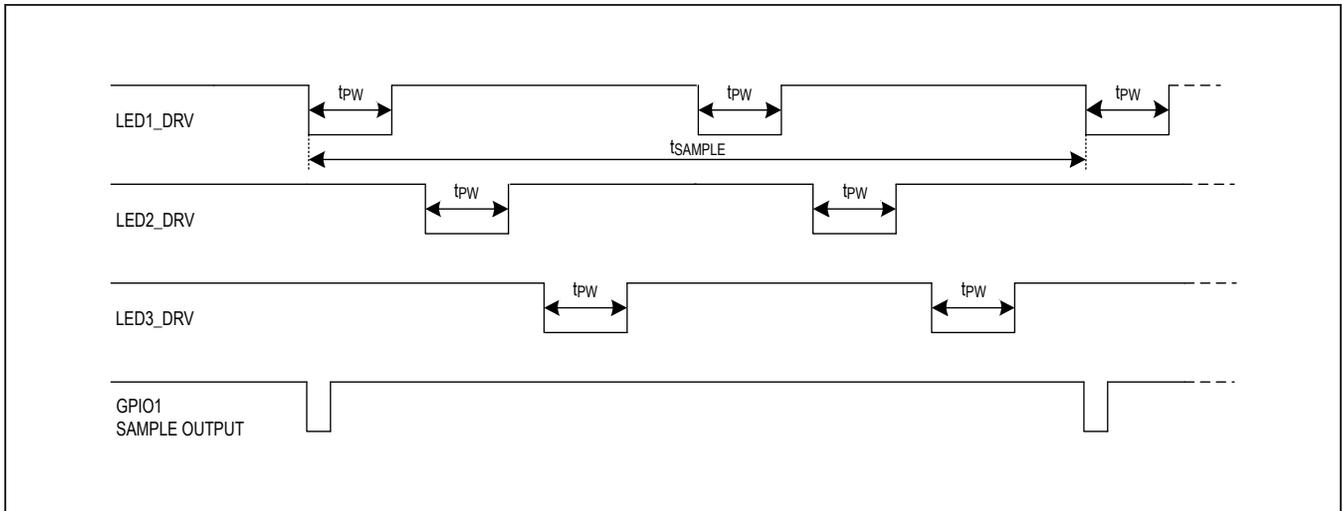 tPW tPW tPW
LED1_DRV
tSAMPLE
tPW tPW
LED2_DRV
tPW tPW
LED3_DRV
GPIO1
SAMPLE OUTPUT